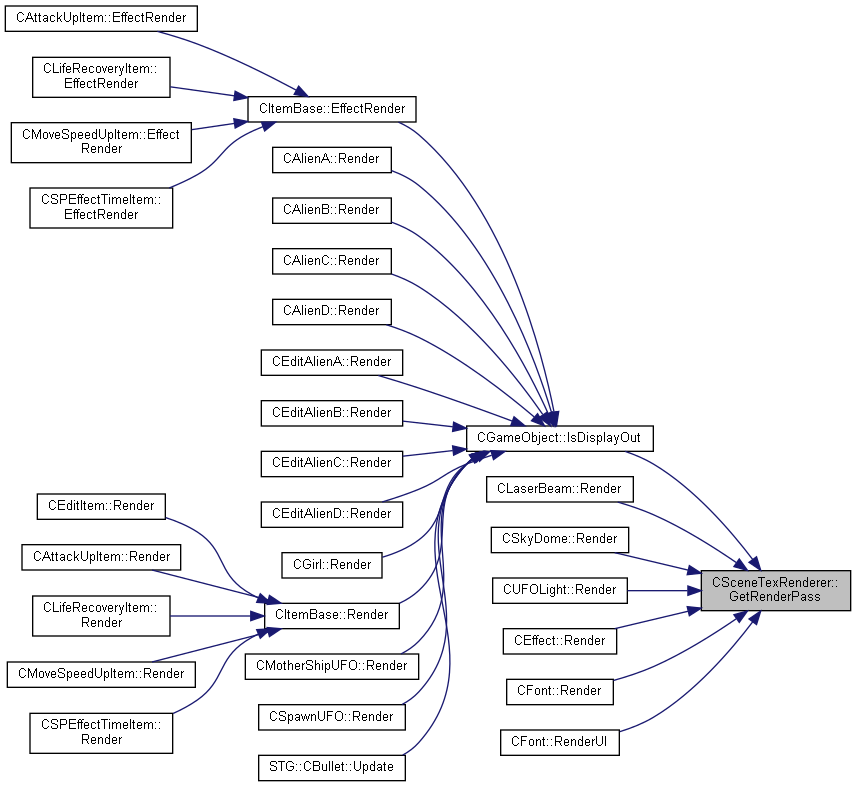 CAttackUpItem::EffectRender
CLifeRecoveryItem::
EffectRender
CItemBase::EffectRender
CMoveSpeedUpItem::Effect
Render
CSPEffectTimeItem::
EffectRender
CAlienA::Render
CAlienB::Render
CAlienC::Render
CAlienD::Render
CEditAlienA::Render
CEditAlienB::Render
CGameObject::IsDisplayOut
CEditAlienC::Render
CLaserBeam::Render
CEditItem::Render
CEditAlienD::Render
CSkyDome::Render
CAttackUpItem::Render
CGirl::Render
CSceneTexRenderer::
GetRenderPass
CUFOLight::Render
CLifeRecoveryItem::
Render
CItemBase::Render
CEffect::Render
CMoveSpeedUpItem::Render
CMotherShipUFO::Render
CFont::Render
CSPEffectTimeItem::
Render
CSpawnUFO::Render
CFont::RenderUI
STG::CBullet::Update